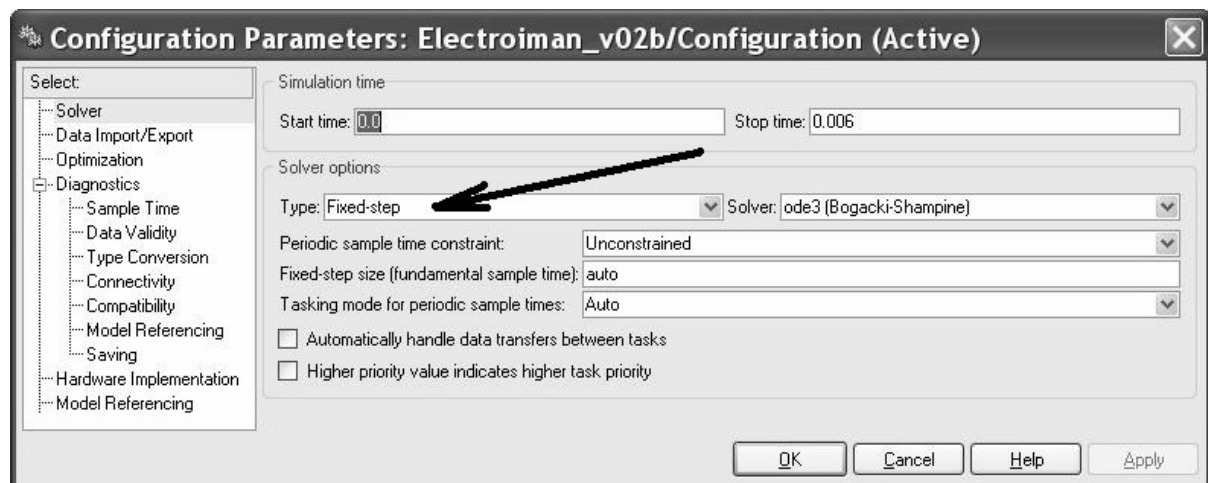 Configuration Parameters: Electroiman_v02b/Configuration (Active)
Select:
Solver
Data Import/Export
Optimization
Diagnostics
Sample Time
Data Validity
Type Conversion
Connectivity
Compatibility
Model Referencing
Saving
Hardware Implementation
Model Referencing
Simulation time
Start time: 0.0 Stop time: 0.006
Solver options
Type: Fixed-step Solver: ode3 (Bogacki-Shampine)
Periodic sample time constraint: Unconstrained
Fixed-step size (fundamental sample time): auto
Tasking mode for periodic sample times: Auto
Automatically handle data transfers between tasks
Higher priority value indicates higher task priority
OK Cancel Help Apply